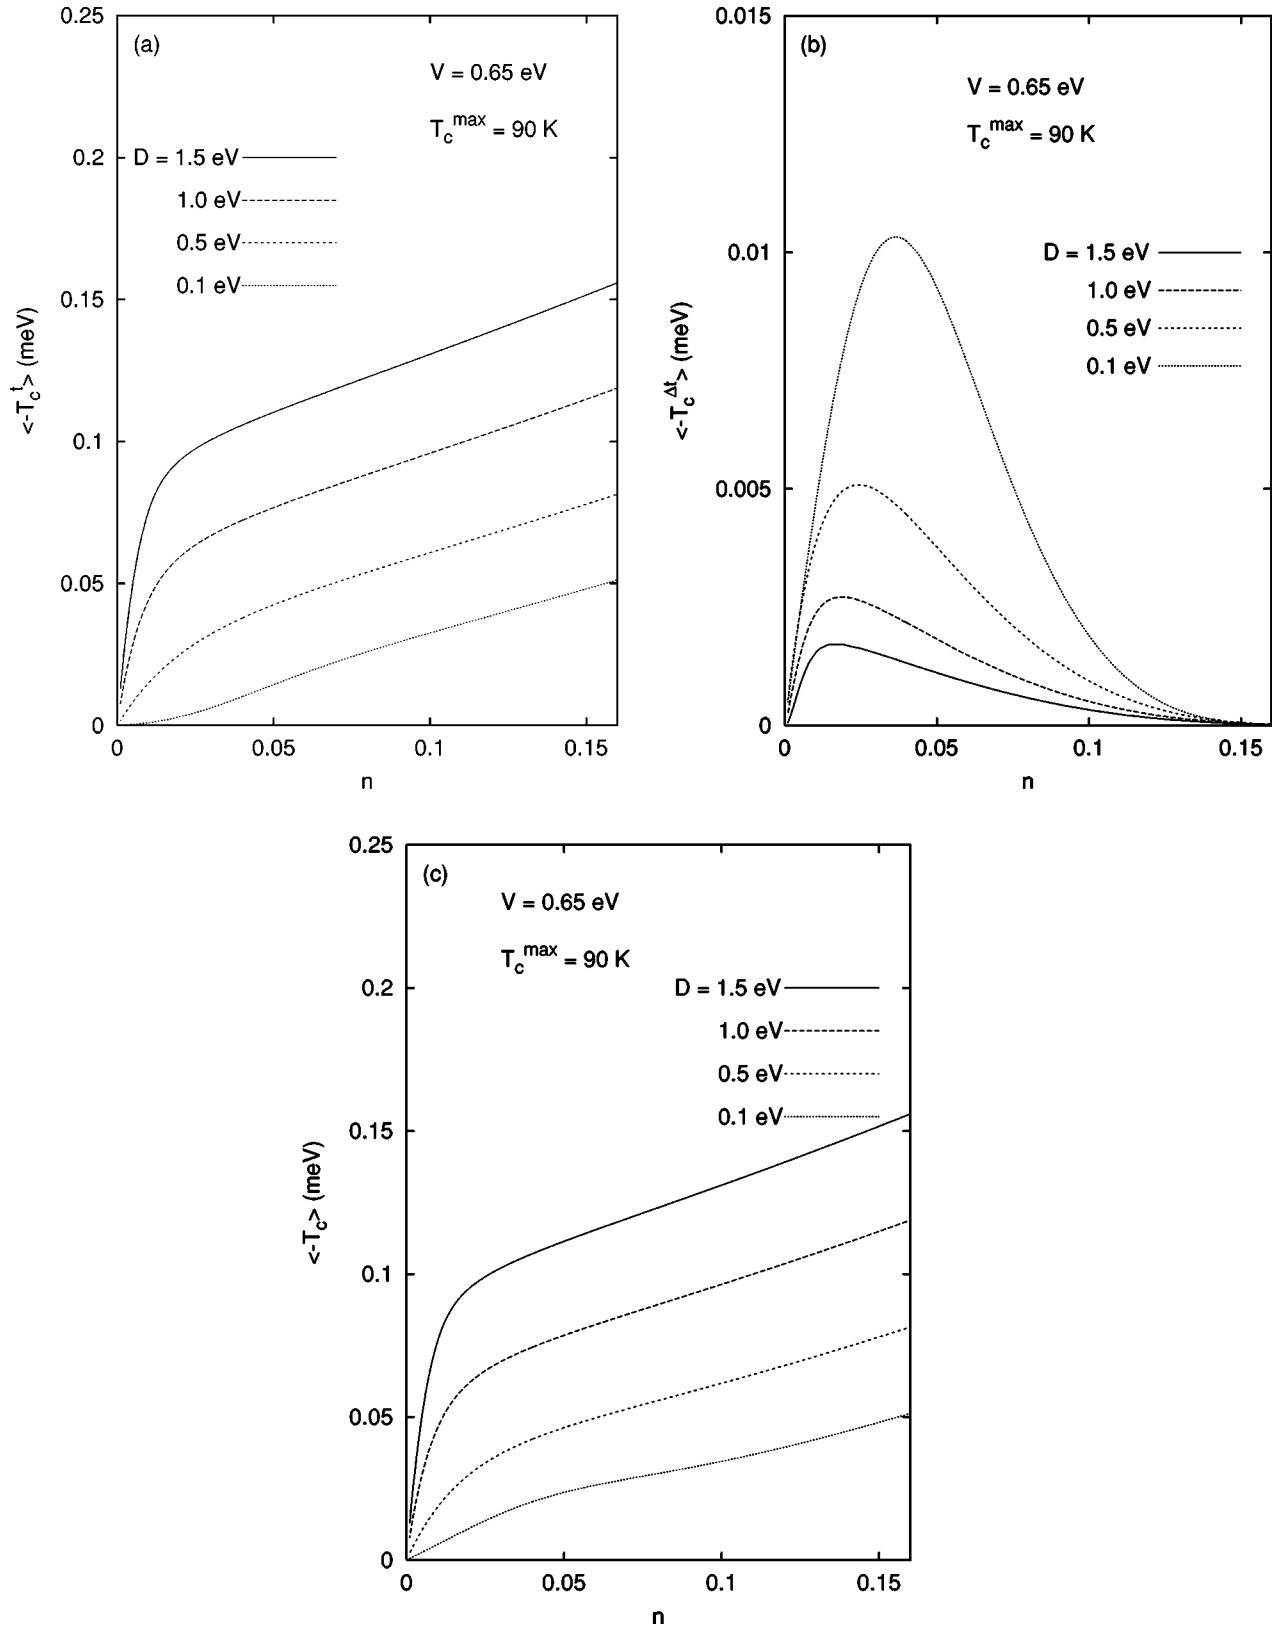 (a)
V = 0.65 eV
T_c^max = 90 K
D = 1.5 eV
1.0 eV
0.5 eV
0.1 eV
0.25
0.2
0.15
0.1
0.05
0
<-T_c^t> (meV)
0
0.05
0.1
0.15
n
(b)
V = 0.65 eV
T_c^max = 90 K
D = 1.5 eV
1.0 eV
0.5 eV
0.1 eV
0.015
0.01
0.005
0
<-T_c^Δt> (meV)
0
0.05
0.1
0.15
n
(c)
V = 0.65 eV
T_c^max = 90 K
D = 1.5 eV
1.0 eV
0.5 eV
0.1 eV
0.25
0.2
0.15
0.1
0.05
0
<-T_c> (meV)
0
0.05
0.1
0.15
n